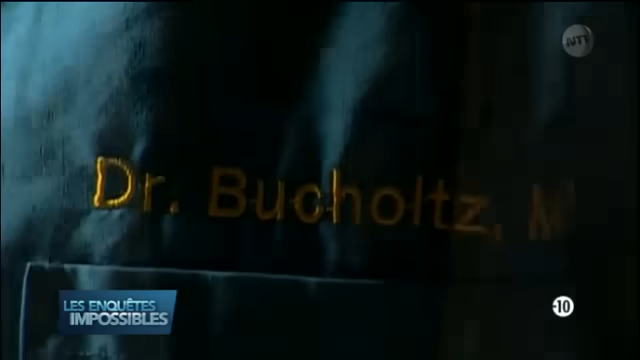 NT1
Dr. Bucholtz, M
LES ENQUÊTES
IMPOSSIBLES
-10